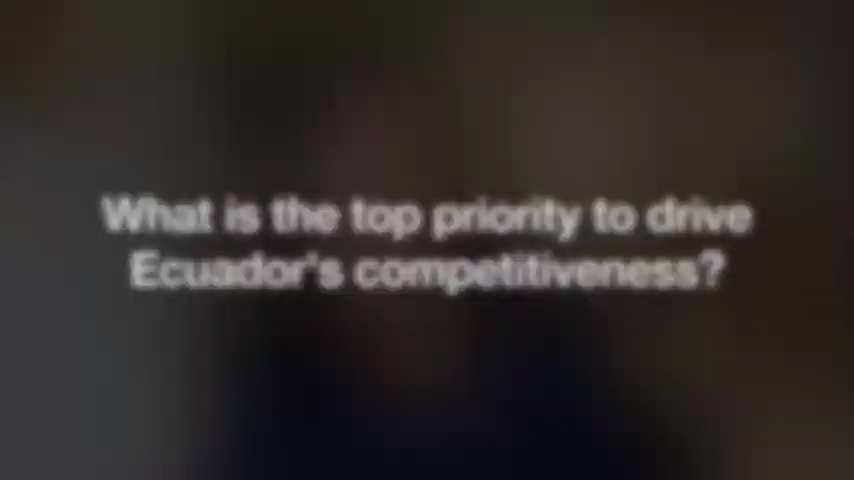 What is the top priority to drive
Ecuador's competitiveness?